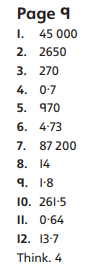 Page 9
1. 45 000
2. 2650
3. 270
4. 0·7
5. 970
6. 4·73
7. 87 200
8. 14
9. 1·8
10. 261·5
11. 0·64
12. 13·7
Think. 4